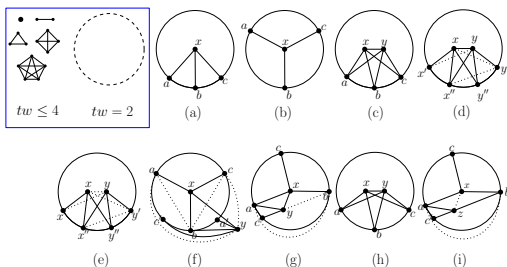 tw ≤ 4
tw = 2
x
a
b
c
(a)
a
c
x
b
(b)
x
y
a
b
c
(c)
x
y
x'
y'
x''
y''
(d)
x
y
x
y'
x''
y''
(e)
a
c
x
c
b
a'
y
(f)
c
x
a
b
y
c
(g)
x
y
a
b
c
(h)
c
x
a
b
z
c
(i)